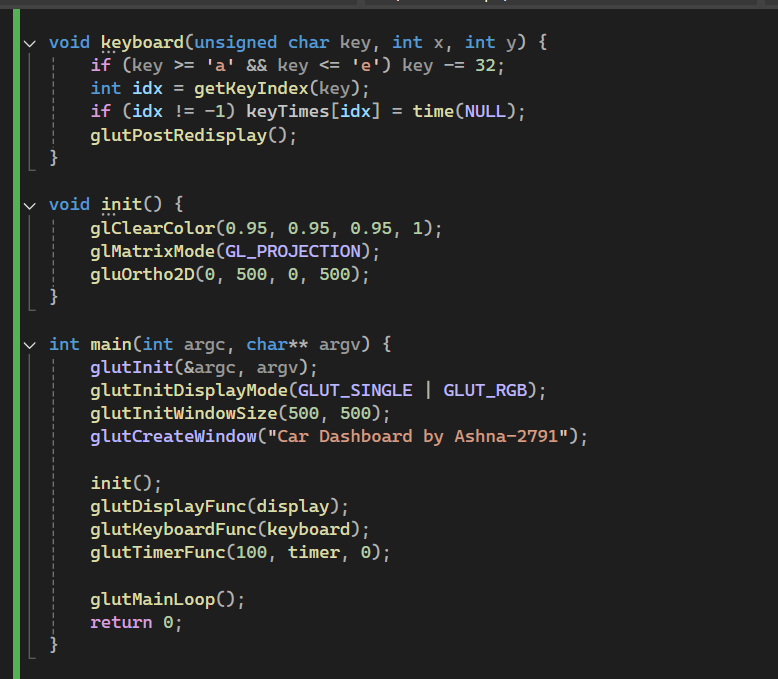 void keyboard(unsigned char key, int x, int y) {
if (key >= 'a' && key <= 'e') key -= 32;
int idx = getKeyIndex(key);
if (idx != -1) keyTimes[idx] = time(NULL);
glutPostRedisplay();
}
void init() {
glClearColor(0.95, 0.95, 0.95, 1);
glMatrixMode(GL_PROJECTION);
gluOrtho2D(0, 500, 0, 500);
}
int main(int argc, char** argv) {
glutInit(&argc, argv);
glutInitDisplayMode(GLUT_SINGLE | GLUT_RGB);
glutInitWindowSize(500, 500);
glutCreateWindow("Car Dashboard by Ashna-2791");
init();
glutDisplayFunc(display);
glutKeyboardFunc(keyboard);
glutTimerFunc(100, timer, 0);
glutMainLoop();
return 0;
}